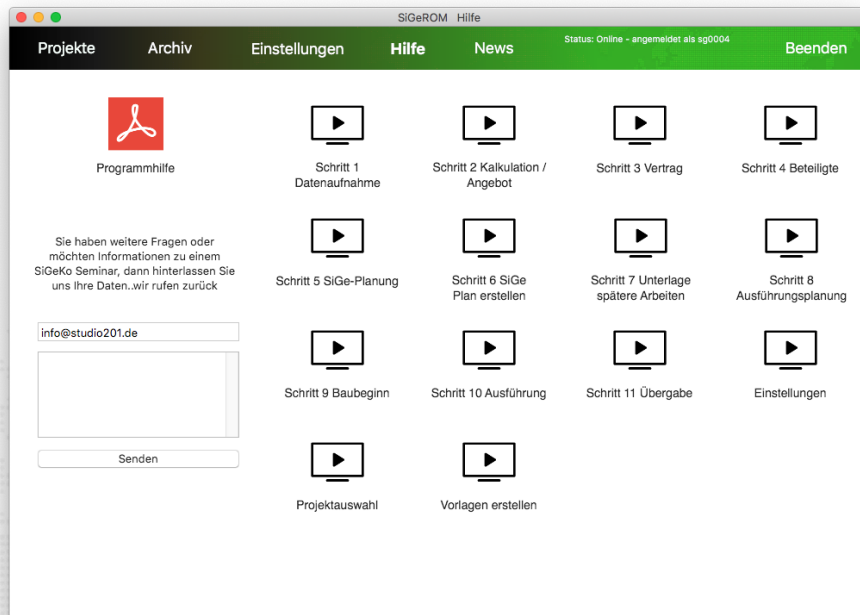 SiGeROM Hilfe
Projekte
Archiv
Einstellungen
Hilfe
News
Status: Online - angemeldet als sg0004
Beenden
Programmhilfe
Sie haben weitere Fragen oder
möchten Informationen zu einem
SiGeKo Seminar, dann hinterlassen Sie
uns Ihre Daten..wir rufen zurück
info@studio201.de
Senden
Schritt 1
Datenaufnahme
Schritt 2 Kalkulation /
Angebot
Schritt 3 Vertrag
Schritt 4 Beteiligte
Schritt 5 SiGe-Planung
Schritt 6 SiGe
Plan erstellen
Schritt 7 Unterlage
spätere Arbeiten
Schritt 8
Ausführungsplanung
Schritt 9 Baubeginn
Schritt 10 Ausführung
Schritt 11 Übergabe
Einstellungen
Projektauswahl
Vorlagen erstellen